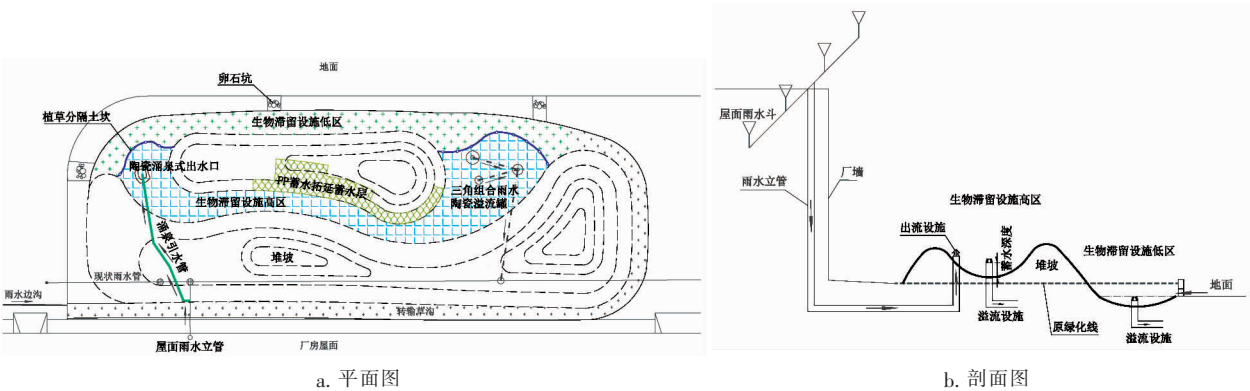 地面
卵石坑
植草分隔土坎
生物滞留设施低区
陶瓷涌泉式出水口
PP蓄水拓延蓄水层
三角组合雨水
陶瓷溢流罐
生物滞留设施高区
涌泉引水管
堆坡
现状雨水管
雨水边沟
转输草沟
屋面雨水立管
厂房屋面
a. 平面图
屋面雨水斗
厂墙
雨水立管
生物滞留设施高区
出流设施
蓄水深度
生物滞留设施低区
堆坡
地面
溢流设施
原绿化线
溢流设施
b. 剖面图